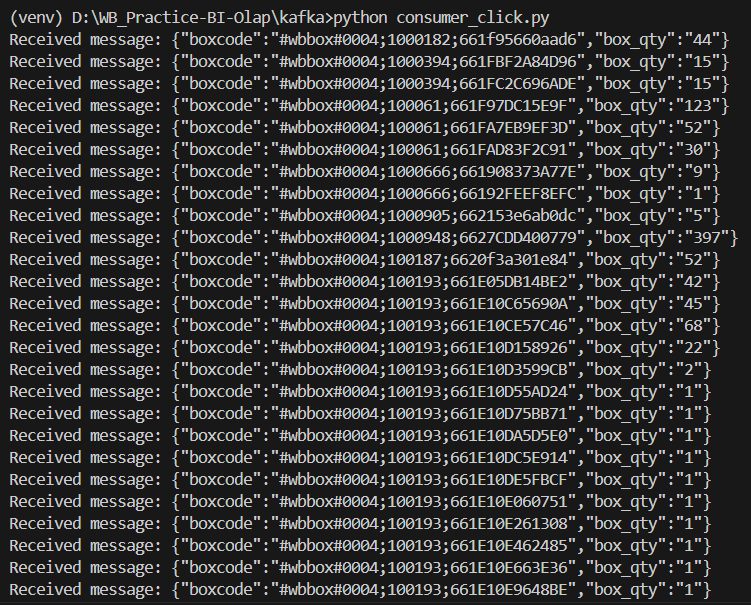 (venv) D:\WB_Practice-BI-Olap\kafka>python consumer_click.py
Received message: {"boxcode":"#wbbox#0004;1000182;661f95660aad6","box_qty":"44"}
Received message: {"boxcode":"#wbbox#0004;1000394;661FBF2A84D96","box_qty":"15"}
Received message: {"boxcode":"#wbbox#0004;1000394;661FC2C696ADE","box_qty":"15"}
Received message: {"boxcode":"#wbbox#0004;100061;661F97DC15E9F","box_qty":"123"}
Received message: {"boxcode":"#wbbox#0004;100061;661FA7EB9EF3D","box_qty":"52"}
Received message: {"boxcode":"#wbbox#0004;100061;661FAD83F2C91","box_qty":"30"}
Received message: {"boxcode":"#wbbox#0004;1000666;661908373A77E","box_qty":"9"}
Received message: {"boxcode":"#wbbox#0004;1000666;66192FEEF8EFC","box_qty":"1"}
Received message: {"boxcode":"#wbbox#0004;1000905;662153e6ab0dc","box_qty":"5"}
Received message: {"boxcode":"#wbbox#0004;1000948;6627CDD400779","box_qty":"397"}
Received message: {"boxcode":"#wbbox#0004;100187;6620f3a301e84","box_qty":"52"}
Received message: {"boxcode":"#wbbox#0004;100193;661E05DB14BE2","box_qty":"42"}
Received message: {"boxcode":"#wbbox#0004;100193;661E10C65690A","box_qty":"45"}
Received message: {"boxcode":"#wbbox#0004;100193;661E10CE57C46","box_qty":"68"}
Received message: {"boxcode":"#wbbox#0004;100193;661E10D158926","box_qty":"22"}
Received message: {"boxcode":"#wbbox#0004;100193;661E10D3599CB","box_qty":"2"}
Received message: {"boxcode":"#wbbox#0004;100193;661E10D55AD24","box_qty":"1"}
Received message: {"boxcode":"#wbbox#0004;100193;661E10D75BB71","box_qty":"1"}
Received message: {"boxcode":"#wbbox#0004;100193;661E10DA5D5E0","box_qty":"1"}
Received message: {"boxcode":"#wbbox#0004;100193;661E10DC5E914","box_qty":"1"}
Received message: {"boxcode":"#wbbox#0004;100193;661E10DE5FBCF","box_qty":"1"}
Received message: {"boxcode":"#wbbox#0004;100193;661E10E060751","box_qty":"1"}
Received message: {"boxcode":"#wbbox#0004;100193;661E10E261308","box_qty":"1"}
Received message: {"boxcode":"#wbbox#0004;100193;661E10E462485","box_qty":"1"}
Received message: {"boxcode":"#wbbox#0004;100193;661E10E663E36","box_qty":"1"}
Received message: {"boxcode":"#wbbox#0004;100193;661E10E9648BE","box_qty":"1"}